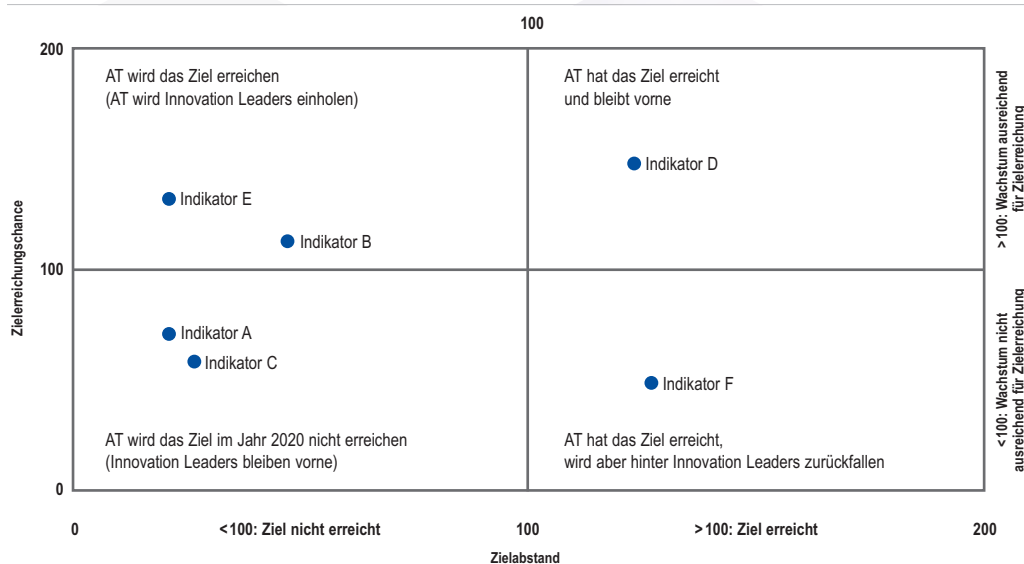 100
200
AT wird das Ziel erreichen
(AT wird Innovation Leaders einholen)
AT hat das Ziel erreicht
und bleibt vorne
Indikator D
Indikator E
Indikator B
>100: Wachstum ausreichend
für Zielerreichung
Zielerreichungschance
100
Indikator A
Indikator C
Indikator F
<100: Wachstum nicht
ausreichend für Zielerreichung
AT wird das Ziel im Jahr 2020 nicht erreichen
(Innovation Leaders bleiben vorne)
AT hat das Ziel erreicht,
wird aber hinter Innovation Leaders zurückfallen
0
0
<100: Ziel nicht erreicht
100
>100: Ziel erreicht
200
Zielabstand